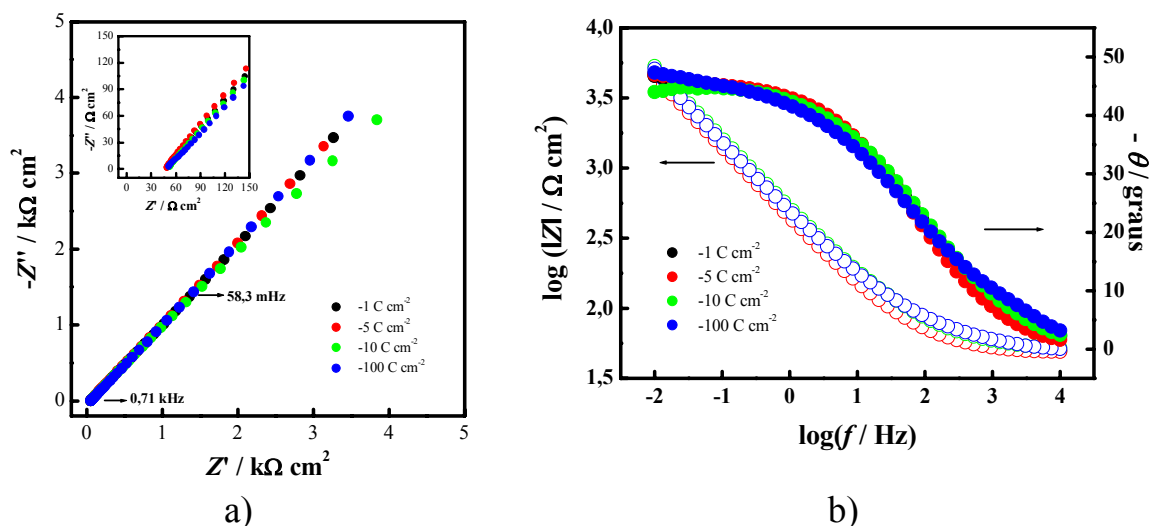 -Z'' / kΩ cm²
5
4
3
2
1
0
0 1 2 3 4 5
Z' / kΩ cm²
-Z'' / Ω cm²
150
120
90
60
30
0
0 30 60 90 120 150
Z' / Ω cm²
58,3 mHz
0,71 kHz
-1 C cm⁻²
-5 C cm⁻²
-10 C cm⁻²
-100 C cm⁻²
a)
log (|Z| / Ω cm²)
4,0
3,5
3,0
2,5
2,0
1,5
-2 -1 0 1 2 3 4
log(f / Hz)
50
40
30
20
10
0
- θ / graus
-1 C cm⁻²
-5 C cm⁻²
-10 C cm⁻²
-100 C cm⁻²
b)